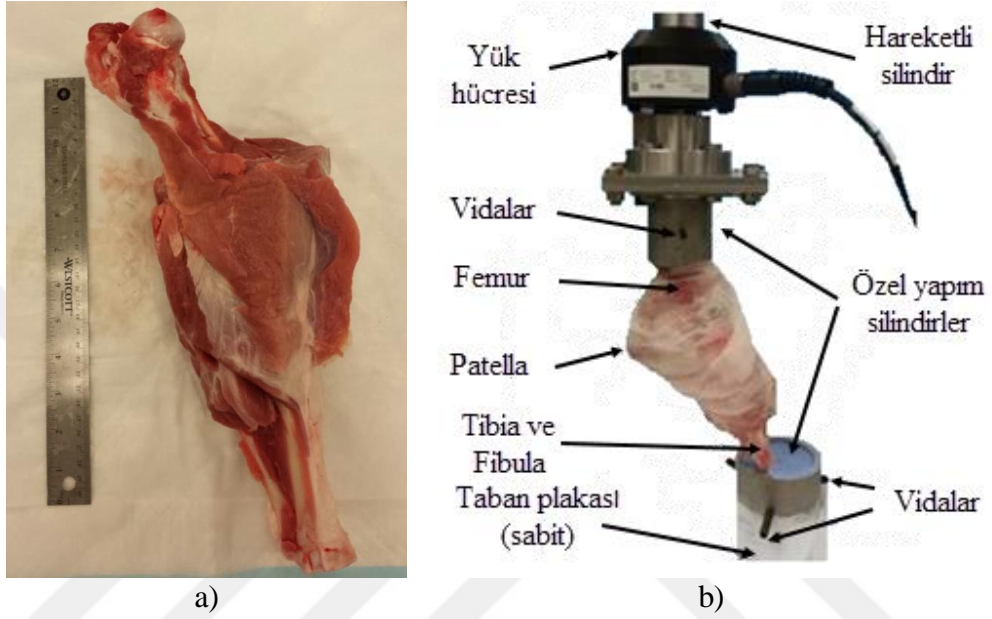 WESTCOTT
Yük
hücresi
Hareketli
silindir
Vidalar
Femur
Özel yapım
silindirler
Patella
Tibia ve
Fibula
Taban plakası
(sabit)
Vidalar
a)
b)